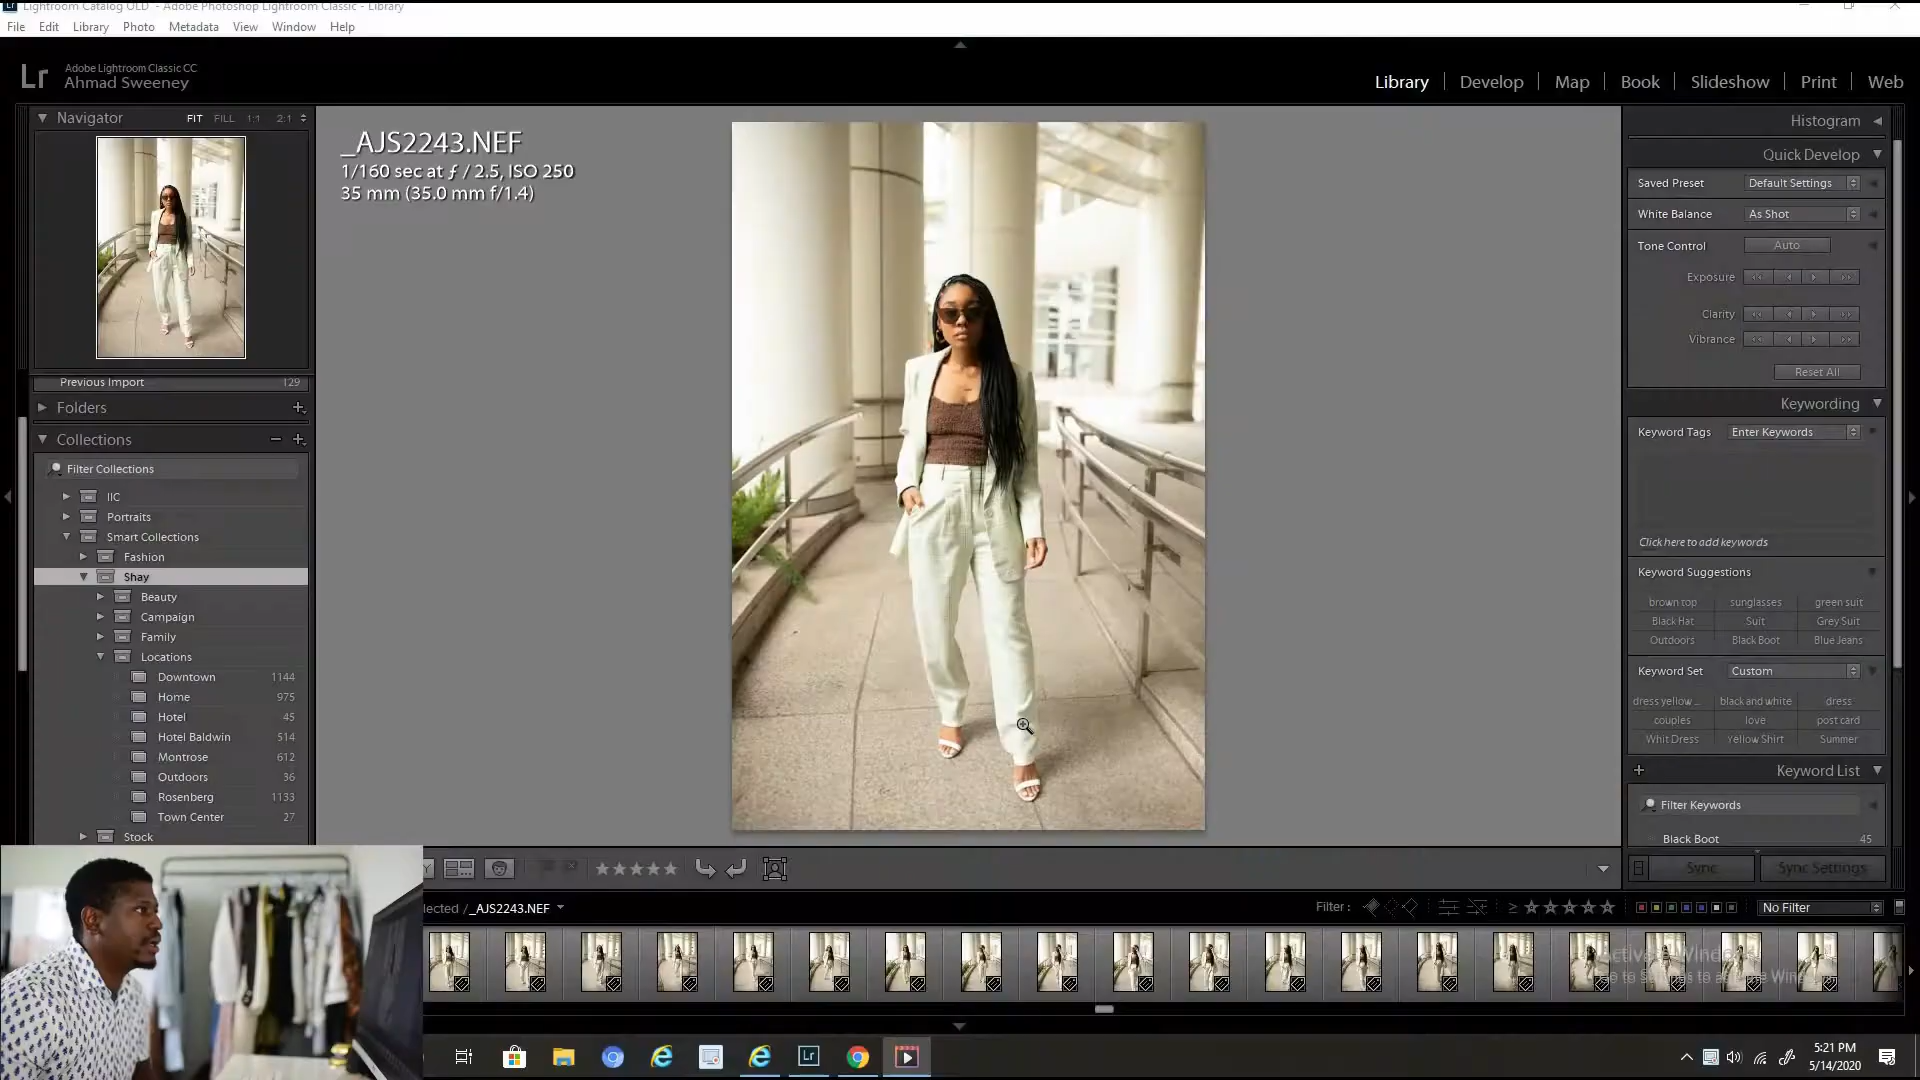 Lightroom Catalog OLD - Adobe Photoshop Lightroom Classic - Library
File Edit Library Photo Metadata View Window Help
Lr Adobe Lightroom Classic CC
Ahmad Sweeney
Library Develop Map Book Slideshow Print Web
Navigator FIT FILL 1:1 2:1
_AJS2243.NEF
1/160 sec at ƒ / 2.5, ISO 250
35 mm (35.0 mm f/1.4)
Previous Import 129
Folders
Collections
Filter Collections
IIC
Portraits
Smart Collections
Fashion
Shay
Beauty
Campaign
Family
Locations
Downtown 1144
Home 975
Hotel 45
Hotel Baldwin 514
Montrose 612
Outdoors 36
Rosenberg 1133
Town Center 27
Stock
Histogram
Quick Develop
Saved Preset Default Settings
White Balance As Shot
Tone Control Auto
Exposure
Clarity
Vibrance
Reset All
Keywording
Keyword Tags Enter Keywords
Click here to add keywords
Keyword Suggestions
brown top sunglasses green suit
Black Hat Suit Grey Suit
Outdoors Black Boot Blue Jeans
Keyword Set Custom
dress yellow ... black and white dress
couples love post card
Whit Dress Yellow Shirt Summer
Keyword List
Filter Keywords
Black Boot 45
Sync Sync Settings
lected / _AJS2243.NEF
Filter : No Filter
Activate Windows
Go to Settings to activate Windows.
Lr
5:21 PM
5/14/2020